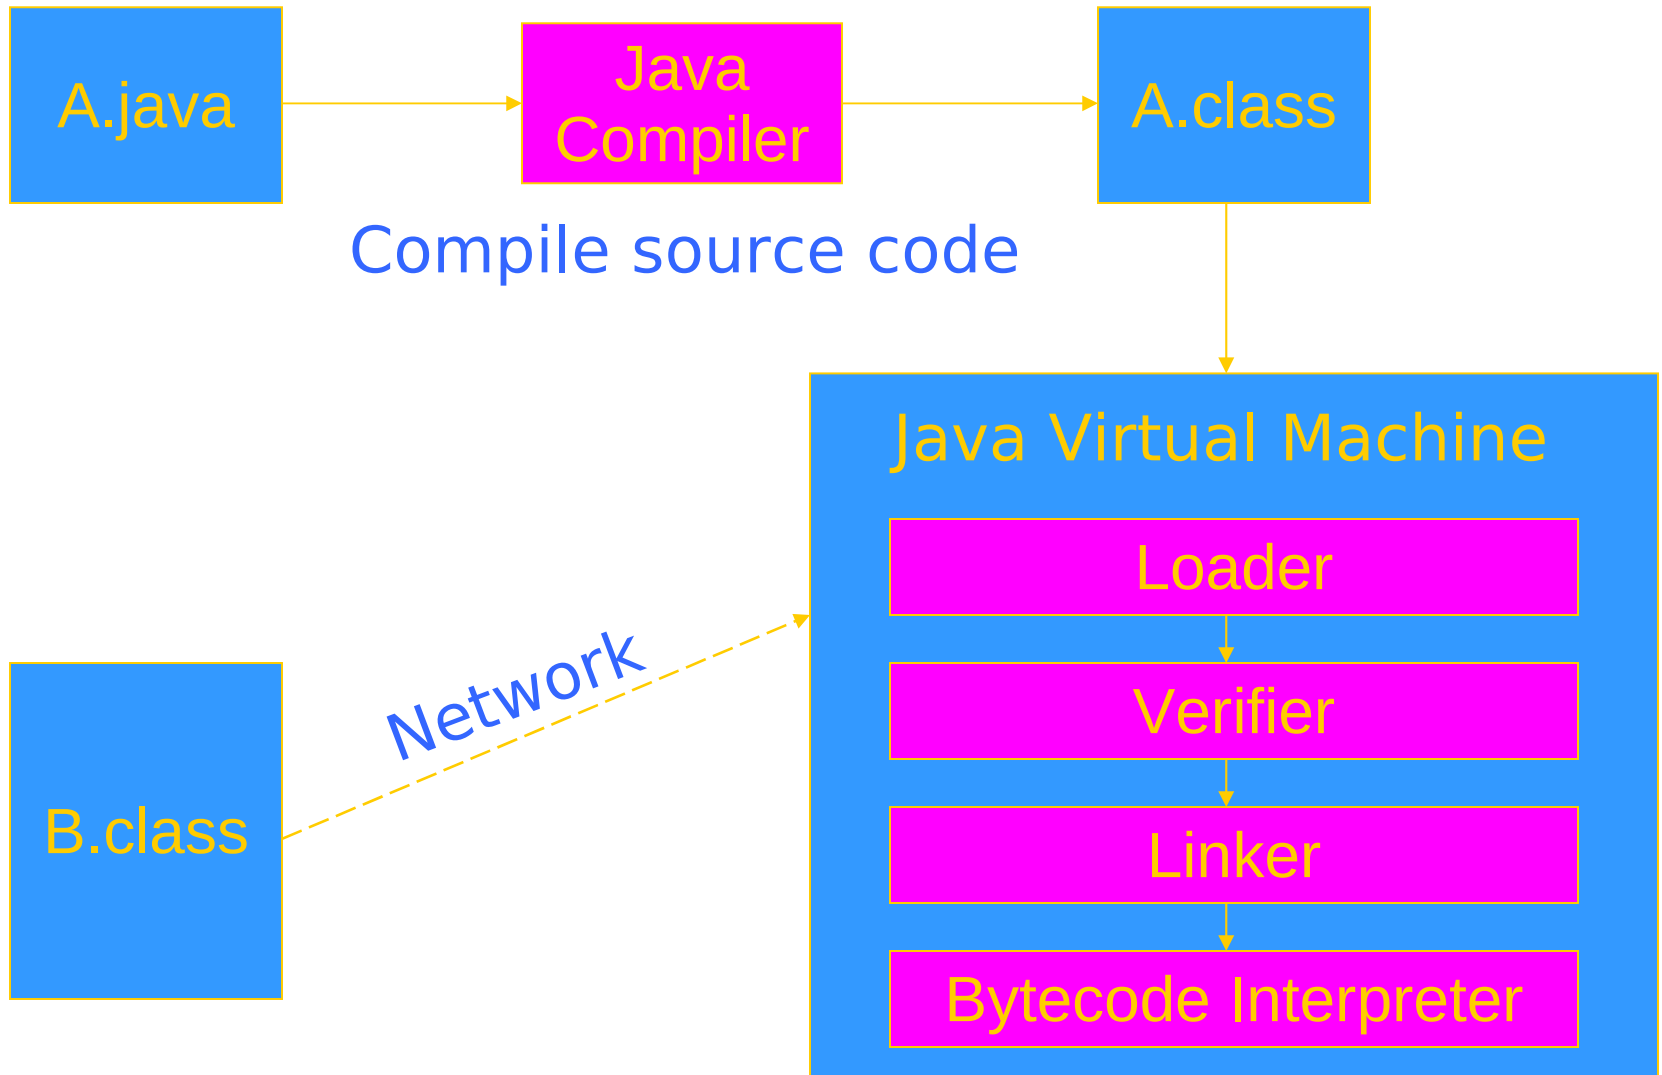 A.java
Java
Compiler
A.class
Compile source code
Java Virtual Machine
Loader
Verifier
Linker
Bytecode Interpreter
Network
B.class